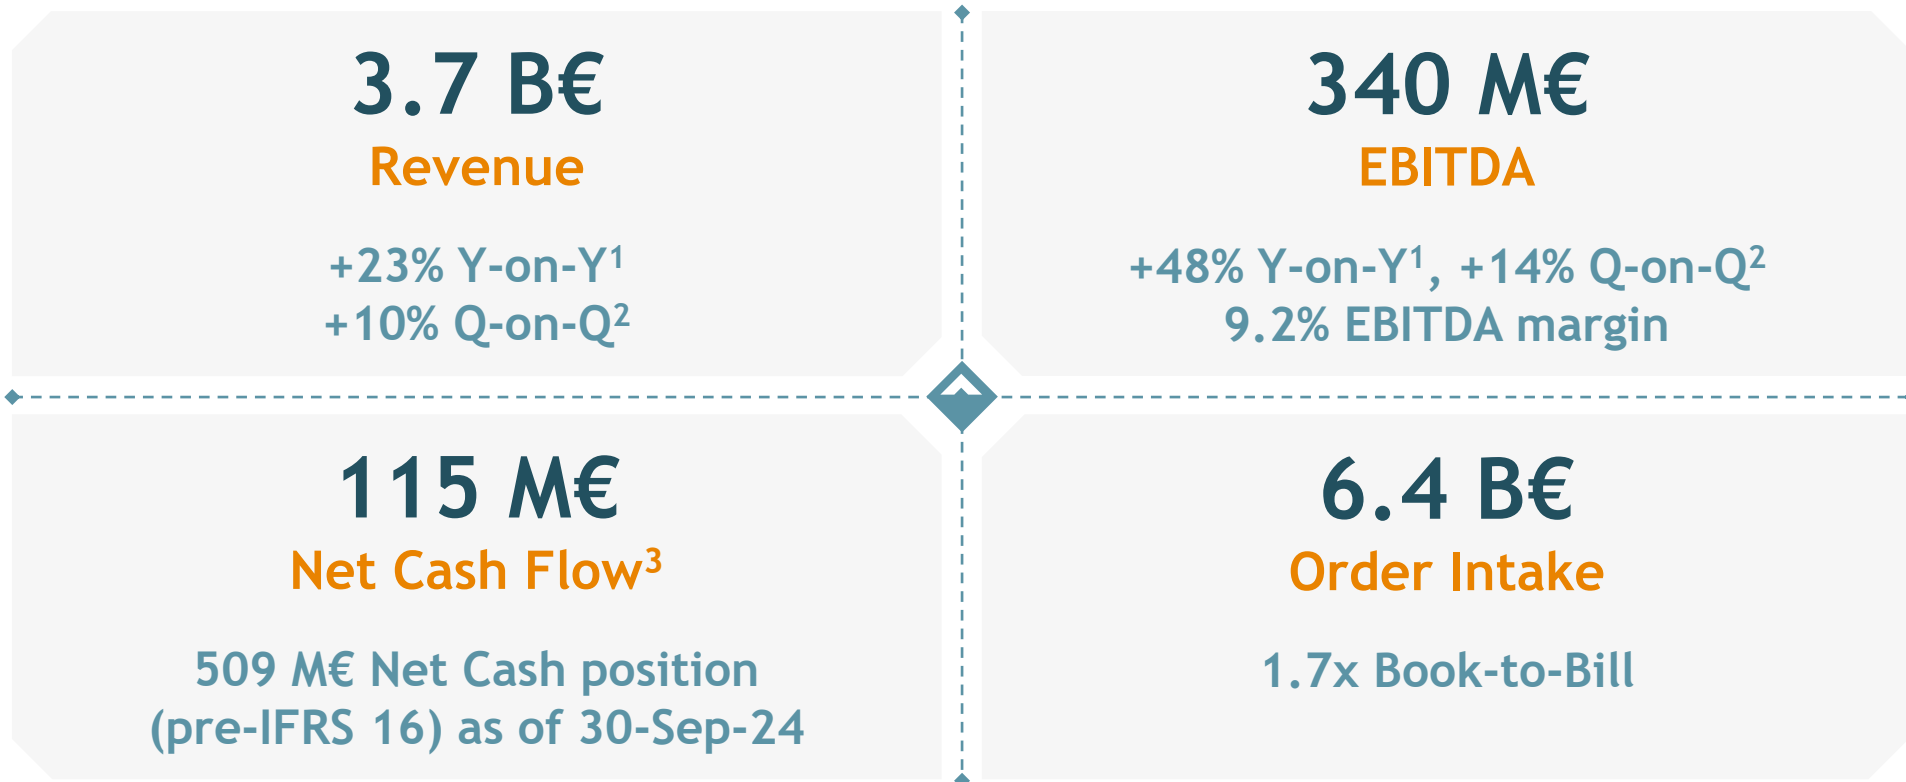 3.7 B€
Revenue
+23% Y-on-Y¹
+10% Q-on-Q²
340 M€
EBITDA
+48% Y-on-Y¹, +14% Q-on-Q²
9.2% EBITDA margin
115 M€
Net Cash Flow³
509 M€ Net Cash position
(pre-IFRS 16) as of 30-Sep-24
6.4 B€
Order Intake
1.7x Book-to-Bill